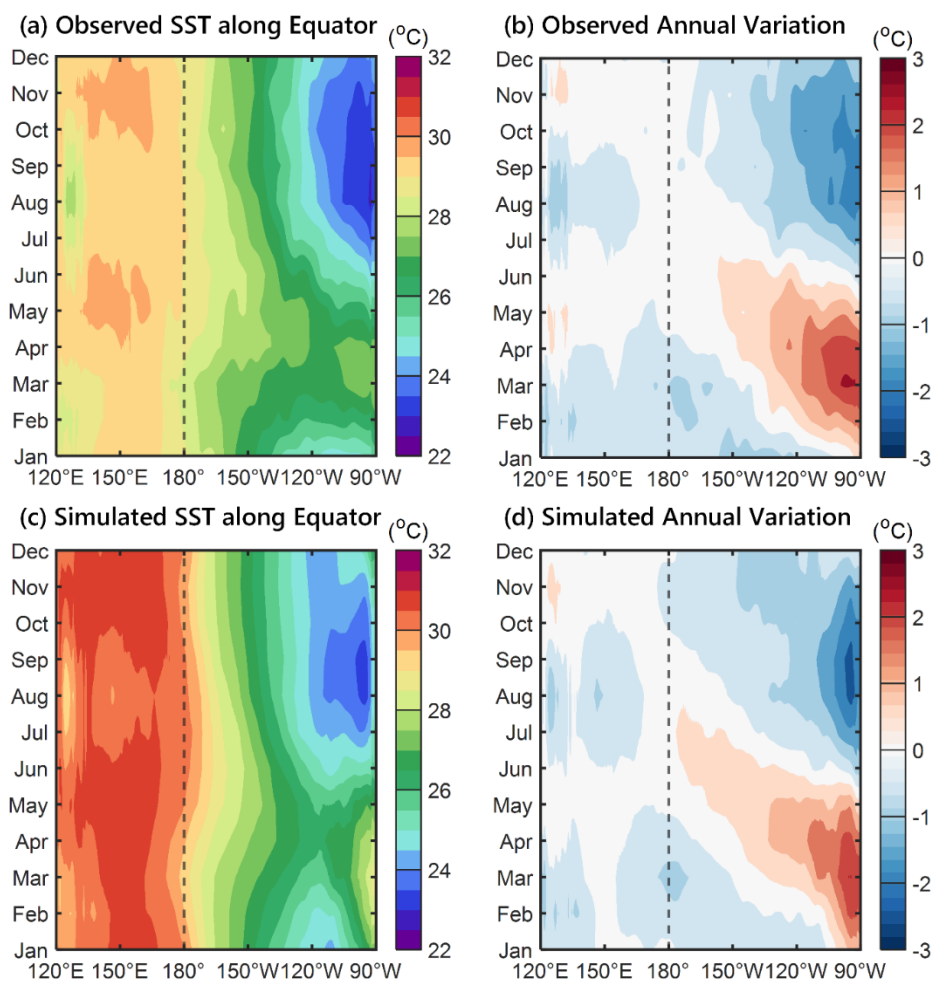 (a) Observed SST along Equator
(°C)
Dec
Nov
Oct
Sep
Aug
Jul
Jun
May
Apr
Mar
Feb
Jan
120°E 150°E 180° 150°W 120°W 90°W
32
30
28
26
24
22
(b) Observed Annual Variation
(°C)
Dec
Nov
Oct
Sep
Aug
Jul
Jun
May
Apr
Mar
Feb
Jan
120°E 150°E 180° 150°W 120°W 90°W
3
2
1
0
-1
-2
-3
(c) Simulated SST along Equator
(°C)
Dec
Nov
Oct
Sep
Aug
Jul
Jun
May
Apr
Mar
Feb
Jan
120°E 150°E 180° 150°W 120°W 90°W
32
30
28
26
24
22
(d) Simulated Annual Variation
(°C)
Dec
Nov
Oct
Sep
Aug
Jul
Jun
May
Apr
Mar
Feb
Jan
120°E 150°E 180° 150°W 120°W 90°W
3
2
1
0
-1
-2
-3